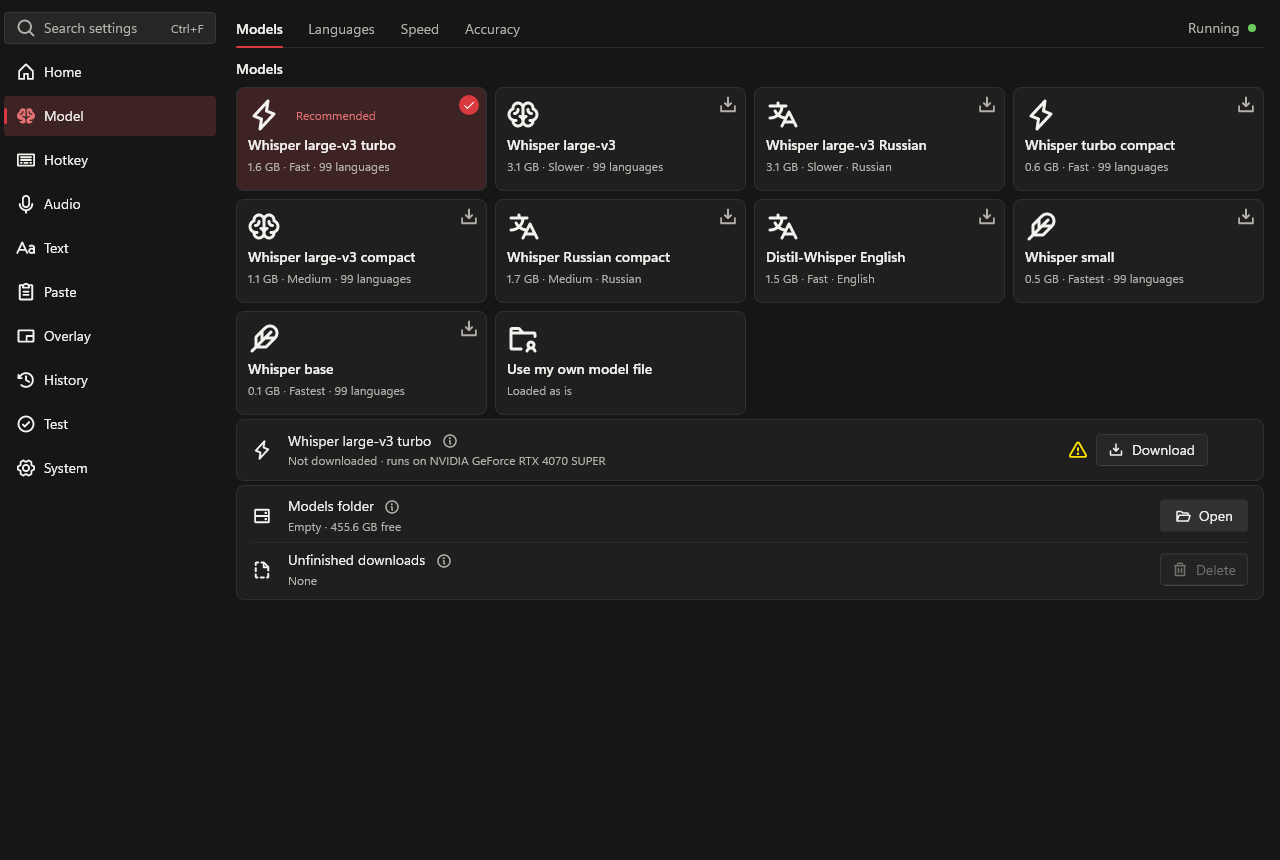 Search settings Ctrl+F
Home
Model
Hotkey
Audio
Text
Paste
Overlay
History
Test
System
Models Languages Speed Accuracy
Running
Models
Recommended
Whisper large-v3 turbo
1.6 GB · Fast · 99 languages
Whisper large-v3
3.1 GB · Slower · 99 languages
Whisper large-v3 Russian
3.1 GB · Slower · Russian
Whisper turbo compact
0.6 GB · Fast · 99 languages
Whisper large-v3 compact
1.1 GB · Medium · 99 languages
Whisper Russian compact
1.7 GB · Medium · Russian
Distil-Whisper English
1.5 GB · Fast · English
Whisper small
0.5 GB · Fastest · 99 languages
Whisper base
0.1 GB · Fastest · 99 languages
Use my own model file
Loaded as is
Whisper large-v3 turbo
Not downloaded · runs on NVIDIA GeForce RTX 4070 SUPER
Download
Models folder
Empty · 455.6 GB free
Open
Unfinished downloads
None
Delete